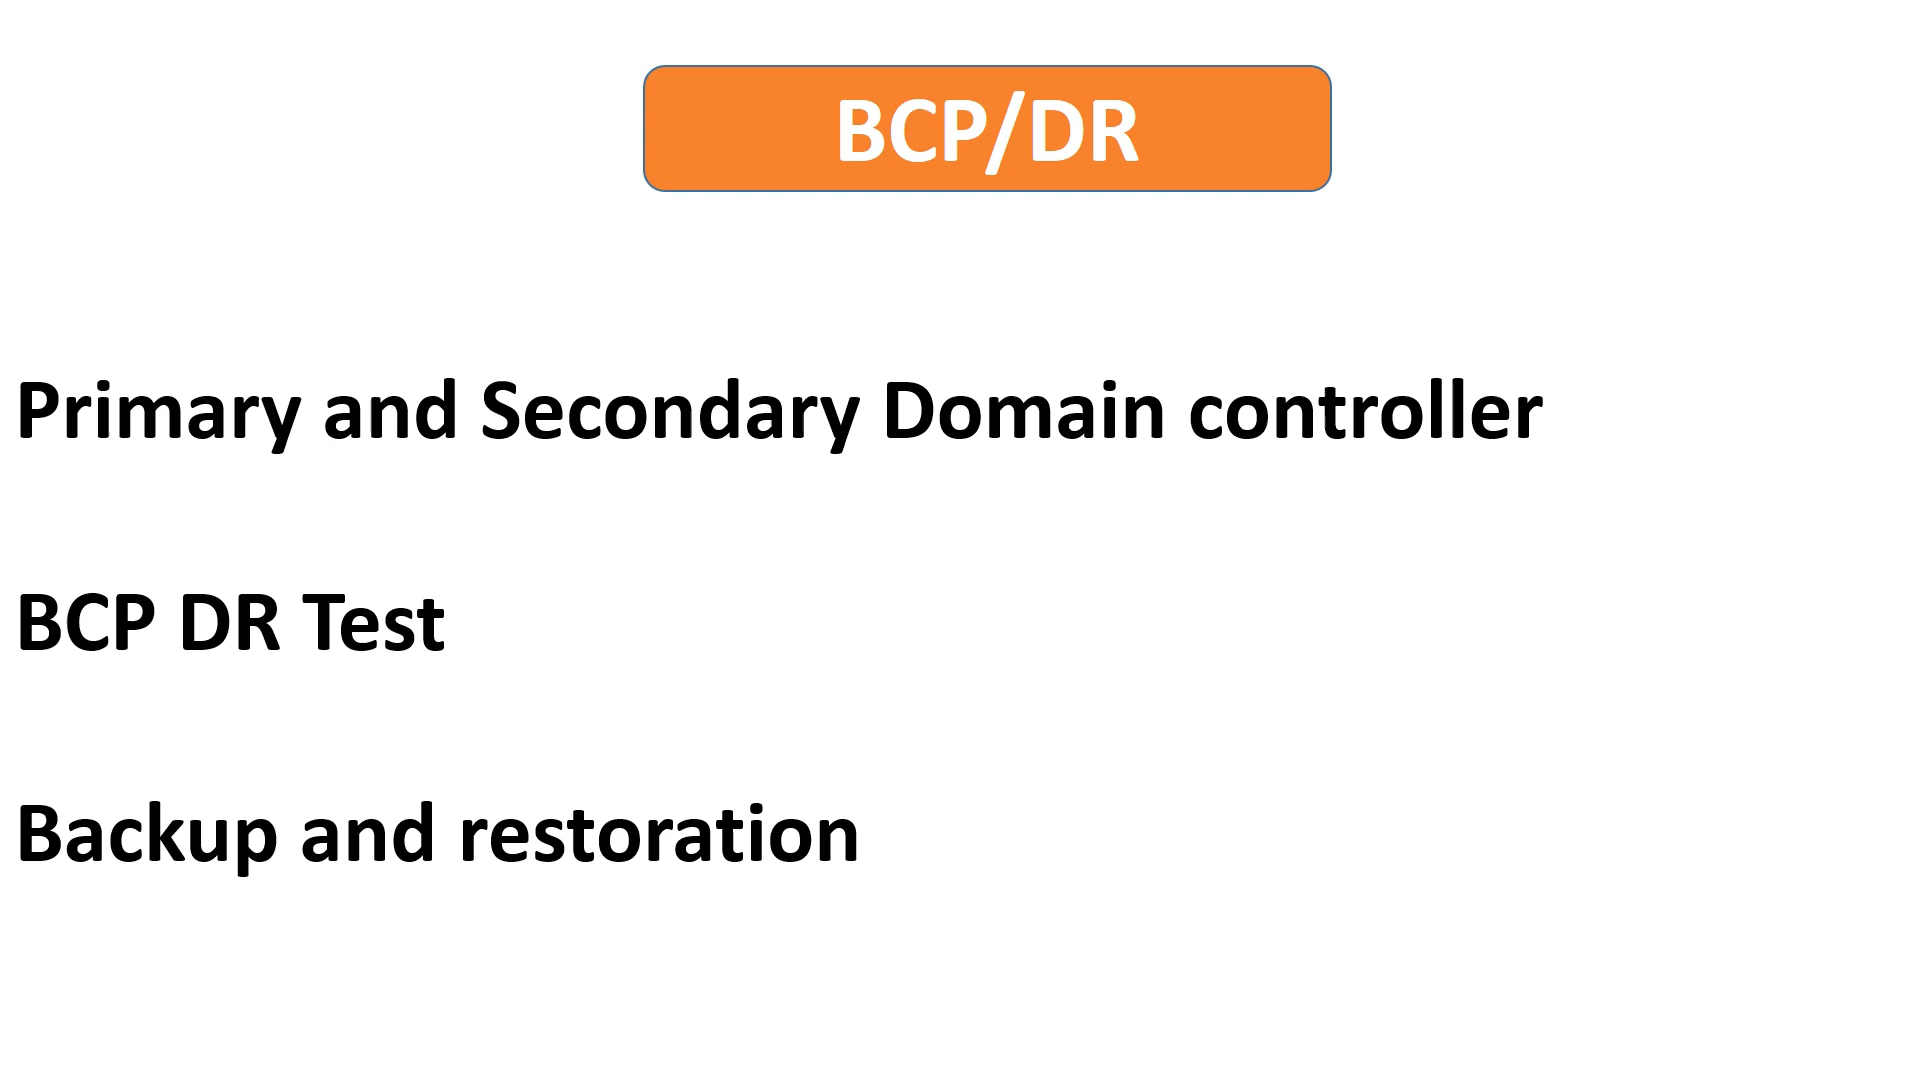 BCP/DR
Primary and Secondary Domain controller
BCP DR Test
Backup and restoration